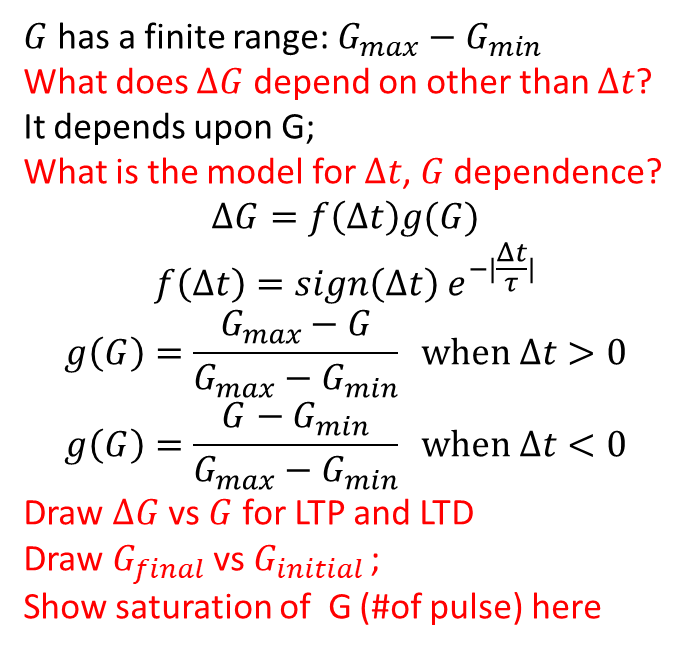 G has a finite range: G_max − G_min
What does ΔG depend on other than Δt?
It depends upon G;
What is the model for Δt, G dependence?
ΔG = f(Δt)g(G)
f(Δt) = sign(Δt) e^{−|Δt/τ|}
g(G) = (G_max − G)/(G_max − G_min) when Δt > 0
g(G) = (G − G_min)/(G_max − G_min) when Δt < 0
Draw ΔG vs G for LTP and LTD
Draw G_final vs G_initial ;
Show saturation of G (#of pulse) here